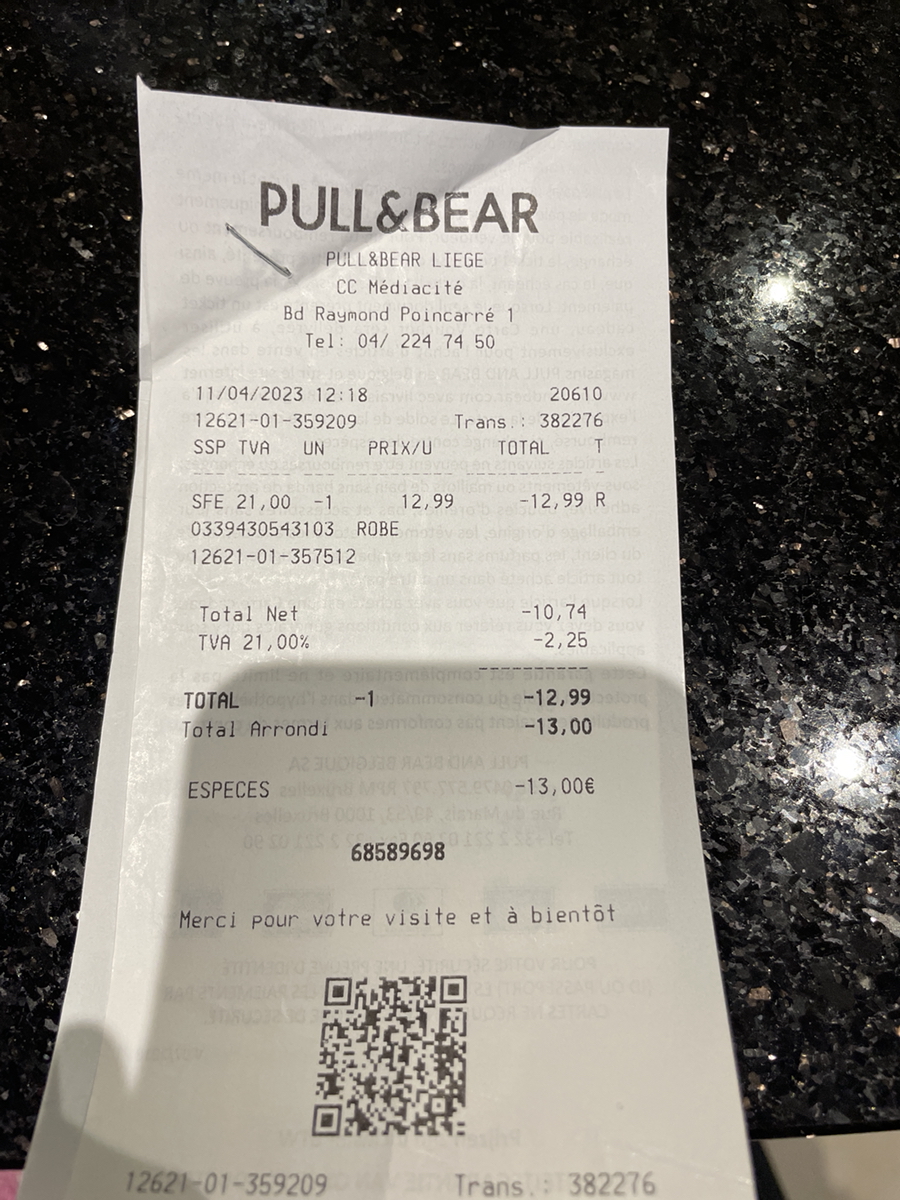 PULL&BEAR
PULL&BEAR LIEGE
CC Médiacité
Bd Raymond Poincarré 1
Tel: 04/ 224 74 50
11/04/2023 12:18 20610
12621-01-359209 Trans.: 382276
SSP TVA UN PRIX/U TOTAL T
SFE 21,00 -1 12,99 -12,99 R
0339430543103 ROBE
12621-01-357512
Total Net -10,74
TVA 21,00% -2,25
TOTAL -1 -12,99
Total Arrondi -13,00
ESPECES -13,00€
68589698
Merci pour votre visite et à bientôt
12621-01-359209 Trans.: 382276